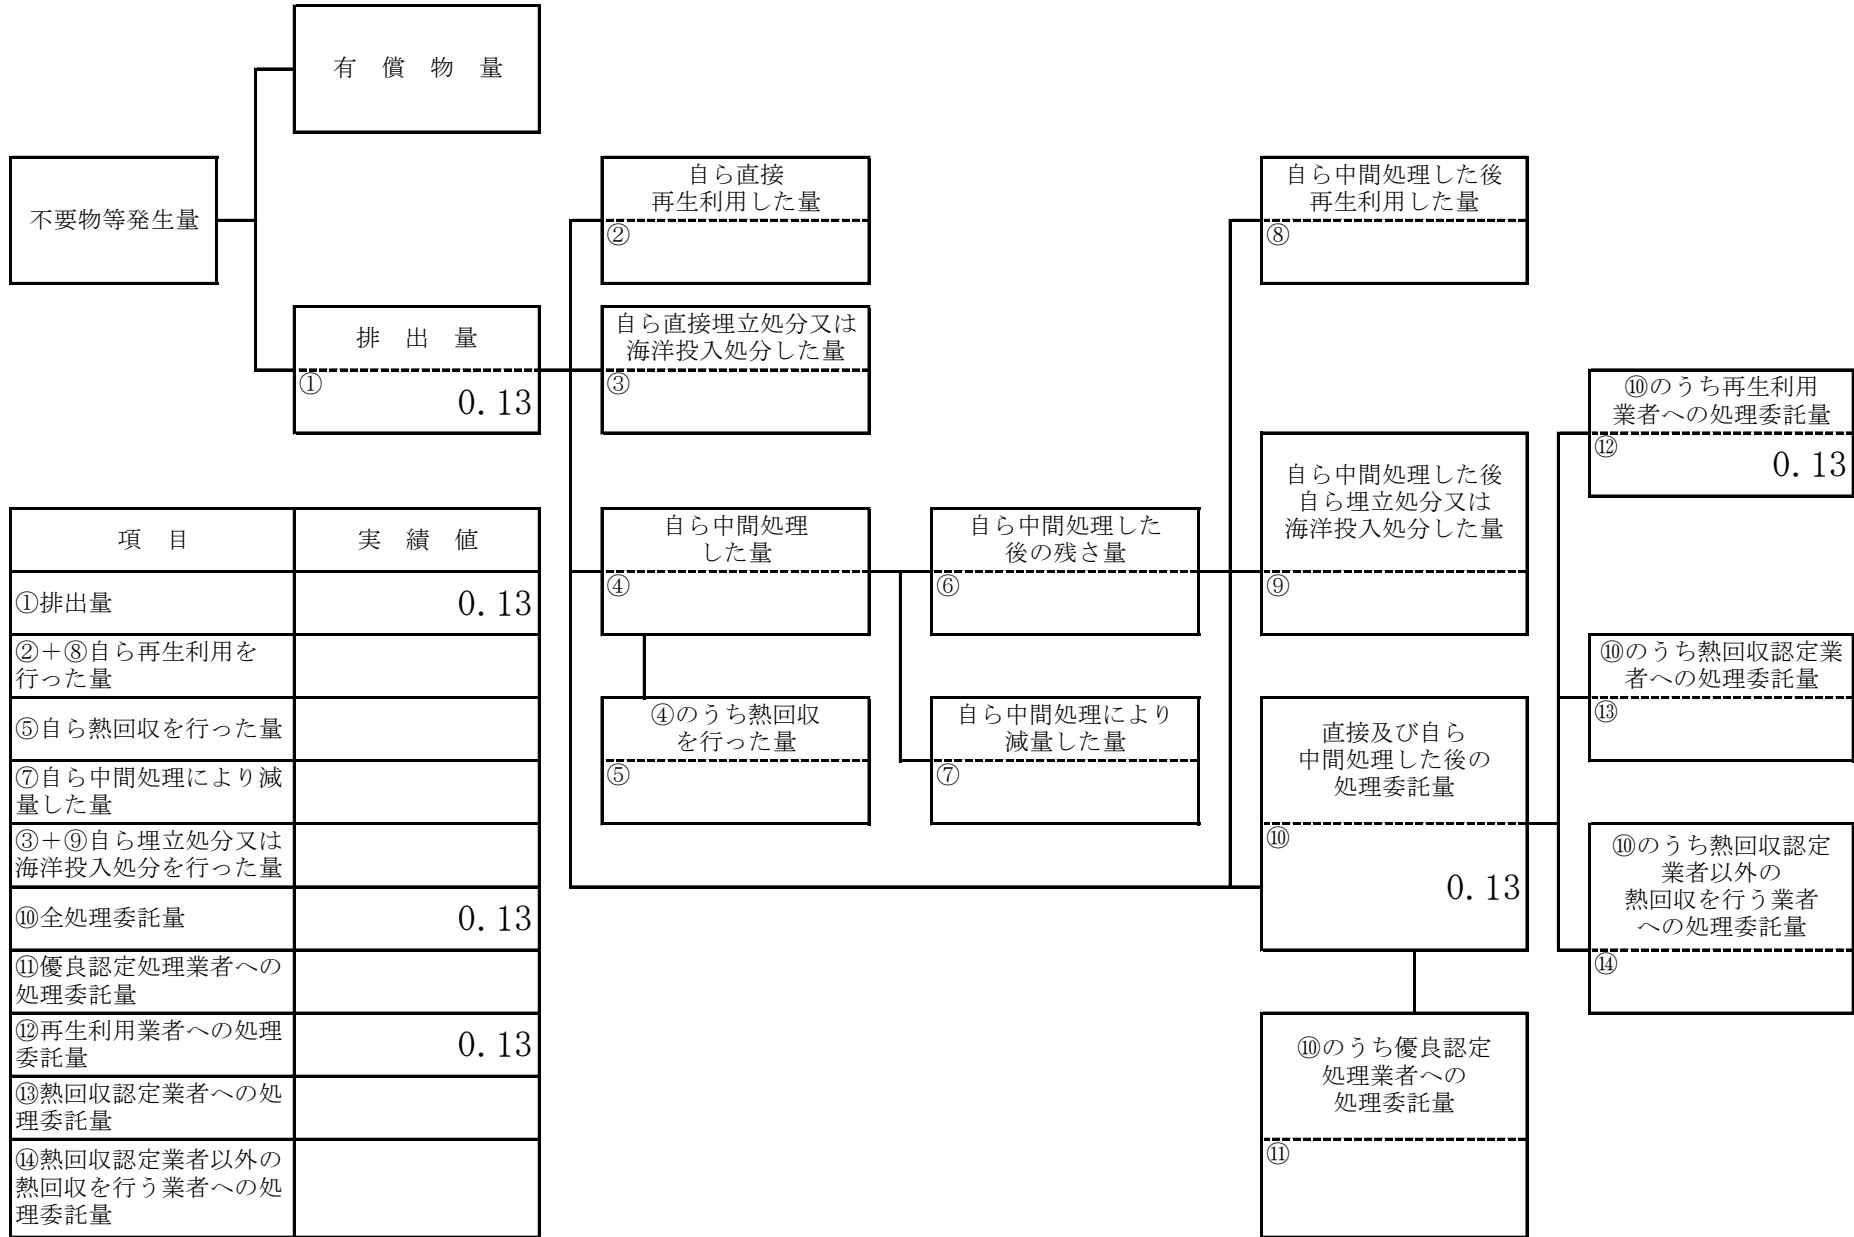 有 償 物 量
不要物等発生量
排 出 量
①
0.13
自ら直接
再生利用した量
②
自ら直接埋立処分又は
海洋投入処分した量
③
自ら中間処理
した量
④
④のうち熱回収
を行った量
⑤
自ら中間処理した
後の残さ量
⑥
自ら中間処理により
減量した量
⑦
自ら中間処理した後
再生利用した量
⑧
自ら中間処理した後
自ら埋立処分又は
海洋投入処分した量
⑨
直接及び自ら
中間処理した後の
処理委託量
⑩
0.13
⑩のうち優良認定
処理業者への
処理委託量
⑪
⑩のうち再生利用
業者への処理委託量
⑫
0.13
⑩のうち熱回収認定業
者への処理委託量
⑬
⑩のうち熱回収認定
業者以外の
熱回収を行う業者
への処理委託量
⑭
項 目
実 績 値
①排出量
0.13
②+⑧自ら再生利用を
行った量
⑤自ら熱回収を行った量
⑦自ら中間処理により減
量した量
③+⑨自ら埋立処分又は
海洋投入処分を行った量
⑩全処理委託量
0.13
⑪優良認定処理業者への
処理委託量
⑫再生利用業者への処理
委託量
0.13
⑬熱回収認定業者への処
理委託量
⑭熱回収認定業者以外の
熱回収を行う業者への処
理委託量